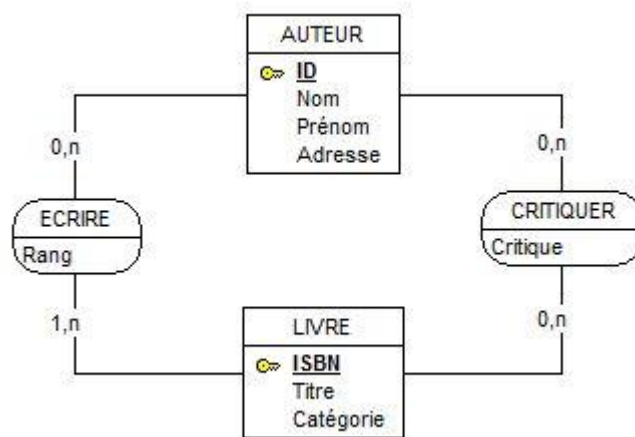 AUTEUR
ID
Nom
Prénom
Adresse
0,n
0,n
ECRIRE
Rang
CRITIQUER
Critique
1,n
0,n
LIVRE
ISBN
Titre
Catégorie